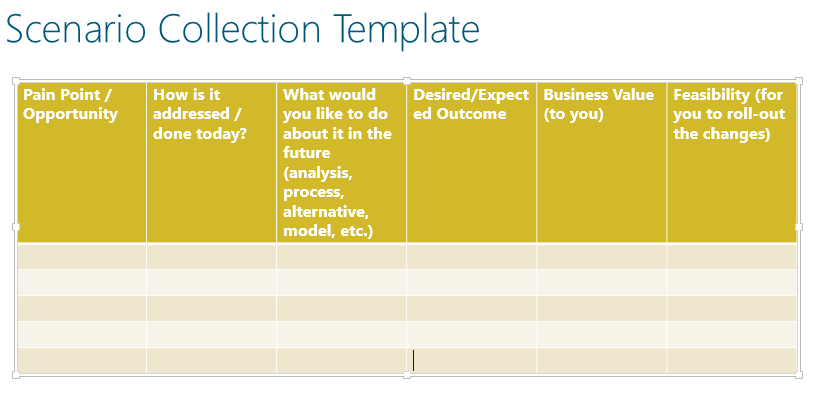 Scenario Collection Template
Pain Point /
Opportunity
How is it
addressed /
done today?
What would
you like to do
about it in the
future
(analysis,
process,
alternative,
model, etc.)
Desired/Expect
ed Outcome
Business Value
(to you)
Feasibility (for
you to roll-out
the changes)